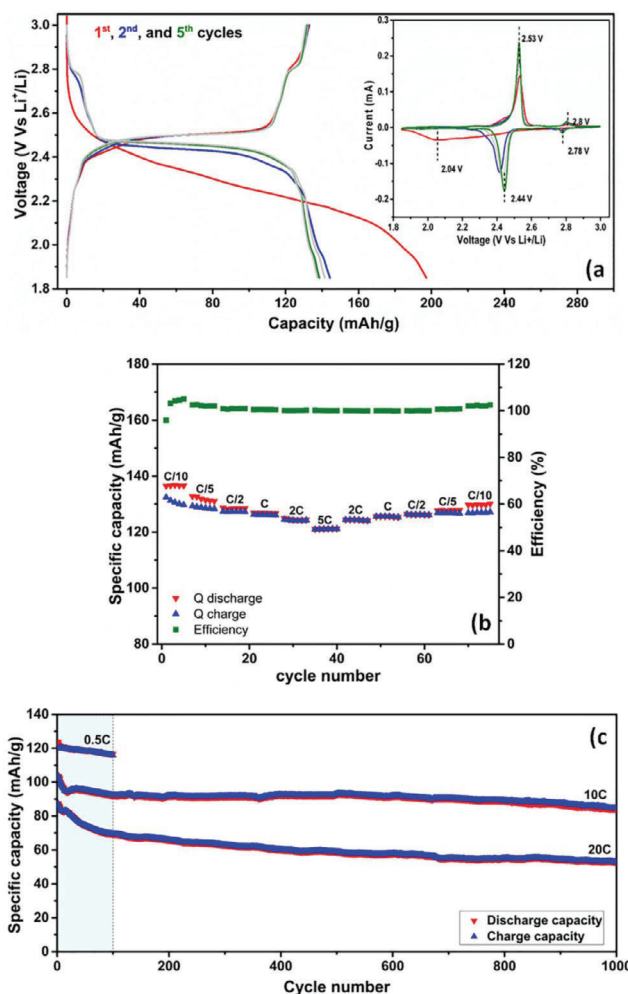 1st, 2nd, and 5th cycles
Voltage (V Vs Li+/Li)
3.0
2.8
2.6
2.4
2.2
2.0
1.8
0 40 80 120 160 200 240 280
Capacity (mAh/g)
Current (mA)
0.3
0.2
0.1
0.0
-0.1
-0.2
2.53 V
2.8 V
2.78 V
2.04 V
2.44 V
2.0 2.2 2.4 2.6 2.8 3.0
Voltage (V Vs Li+/Li)
(a)
Specific capacity (mAh/g)
180
160
140
120
100
80
C/10
C/5
C/2
C
2C
5C
2C
C
C/2
C/5
C/10
Q discharge
Q charge
Efficiency
120
100
80
60
40
20
0
Efficiency (%)
0 20 40 60
cycle number
(b)
Specific capacity (mAh/g)
140
120
100
80
60
40
20
0
0.5C
10C
20C
(c
Discharge capacity
Charge capacity
0 200 400 600 800 1000
Cycle number